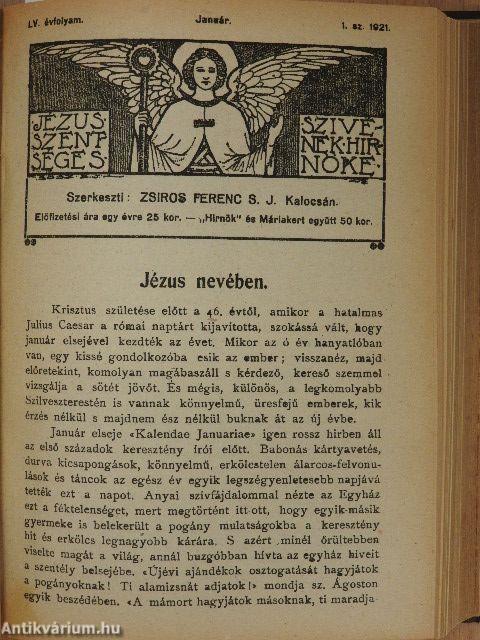 LV. évfolyam. Január. 1. sz. 1921.
JÉZUS
SZENT
SÉGES
SZIVE-
NEK·HIR-
NÖKE·
Szerkeszti: ZSIROS FERENC S. J. Kalocsán.
Előfizetési ára egy évre 25 kor. — „Hirnök" és Máriakert együtt 50 kor.
Jézus nevében.
Krisztus születése előtt a 46. évtől, amikor a hatalmas
Julius Caesar a római naptárt kijavította, szokássá vált, hogy
január elsejével kezdték az évet. Mikor az ó év hanyatlóban
van, egy kissé gondolkozóba esik az ember; visszanéz, majd
előretekint, komolyan magábaszáll s kérdező, kereső szemmel
vizsgálja a sötét jövőt. És mégis, különös, a legkomolyabb
Szilveszterestén is vannak könnyelmű, üresfejű emberek, kik
érzés nélkül s majdnem ész nélkül buknak át az új évbe.
Január elseje «Kalendae Januariae» igen rossz hirben áll
az első századok keresztény írói előtt. Babonás kártyavetés,
durva kicsapongások, könnyelmű, erkölcstelen álarcos-felvonu-
lások és táncok az egész év egyik legszégyenletesebb napjává
tették ezt a napot. Anyai szivfájdalommal nézte az Egyház
ezt a féktelenséget, mert megtörtént itt ott, hogy egyik-másik
gyermeke is belekerült a pogány mulatságokba a keresztény
hit és erkölcs legnagyobb kárára. S azért minél őrültebben
viselte magát a világ, annál buzgóbban hívta az egyház hiveit
a szentély belsejébe. «Újévi ajándékok osztogatását hagyjátok
a pogányoknak! Ti alamizsnát adjatok!» mondja sz. Ágoston
egyik beszédében. «A mámort hagyjátok másoknak, ti maradja-
Antikvárium.hu